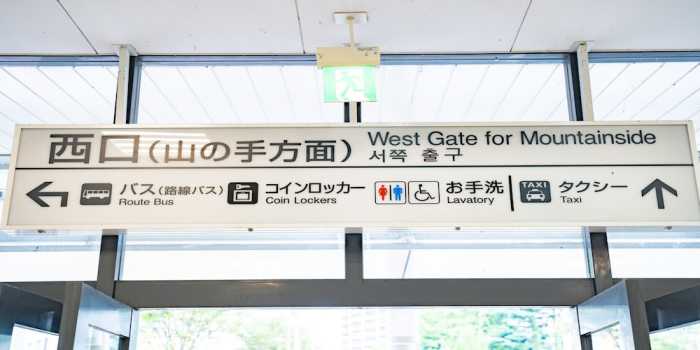 西口(山の手方面) West Gate for Mountainside
서쪽 출구
バス(路線バス) コインロッカー お手洗 TAXI タクシー
Route Bus Coin Lockers Lavatory Taxi